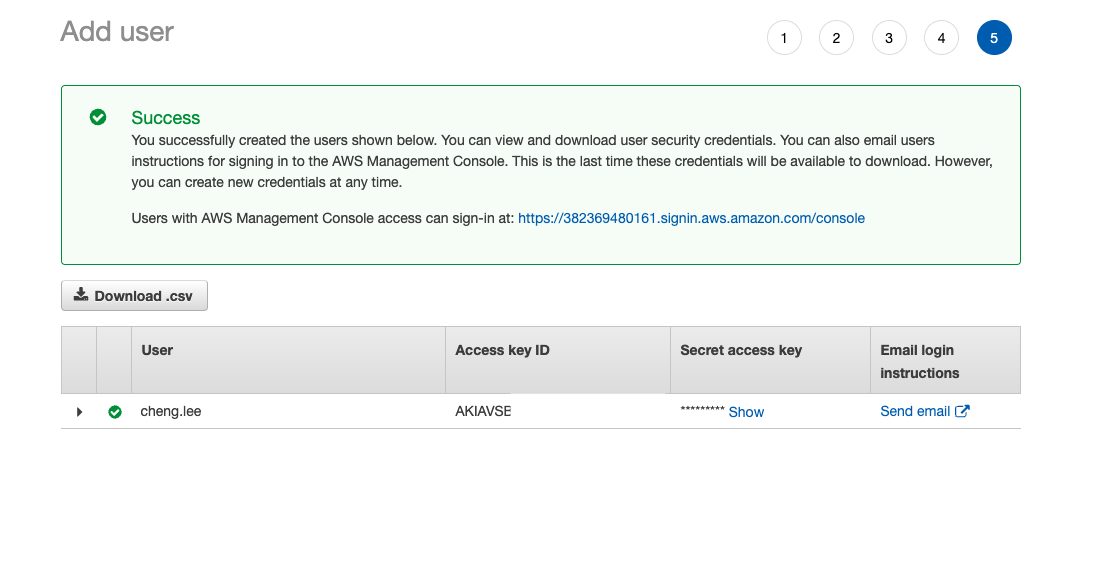 Add user
1 2 3 4 5
Success
You successfully created the users shown below. You can view and download user security credentials. You can also email users
instructions for signing in to the AWS Management Console. This is the last time these credentials will be available to download. However,
you can create new credentials at any time.
Users with AWS Management Console access can sign-in at: https://382369480161.signin.aws.amazon.com/console
Download .csv
User Access key ID Secret access key Email login
instructions
cheng.lee AKIAVSE ********* Show Send email